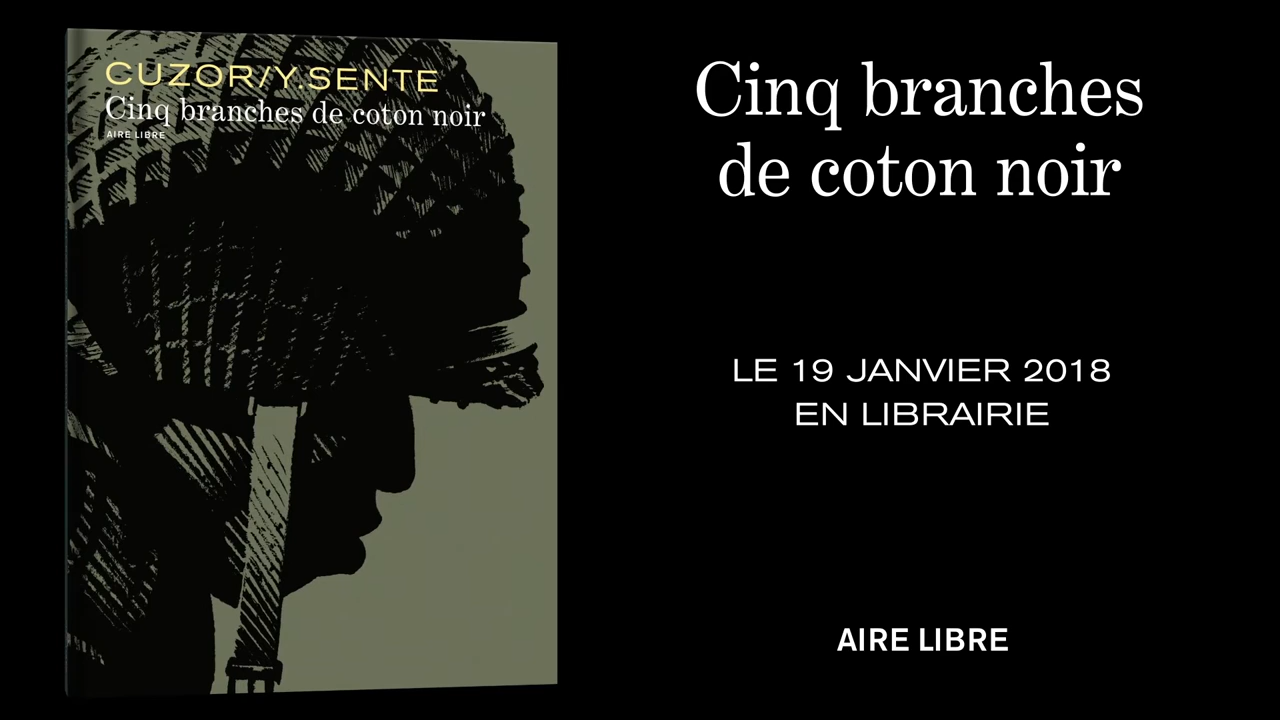 CUZOR/Y.SENTE
Cinq branches de coton noir
AIRE LIBRE
Cinq branches
de coton noir
LE 19 JANVIER 2018
EN LIBRAIRIE
AIRE LIBRE